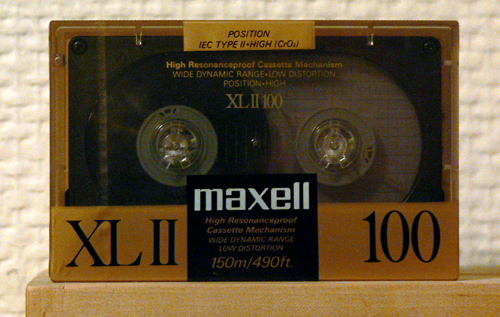 POSITION
IEC TYPE II•HIGH (CrO₂)
High Resonanceproof Cassette Mechanism
WIDE DYNAMIC RANGE•LOW DISTORTION
POSITION•HIGH
XL II 100
maxell
High Resonanceproof
Cassette Mechanism
WIDE DYNAMIC RANGE
LOW DISTORTION
150m/490ft.
XL II
100